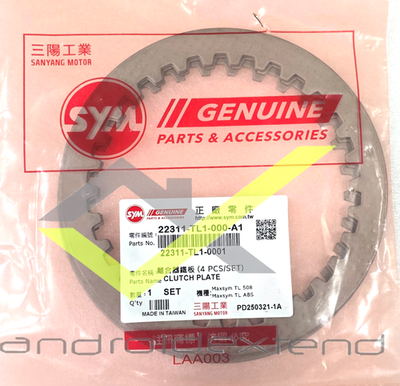 三陽工業
SANYANG MOTOR
SYM
GENUINE
PARTS & ACCESSORIES
SYM GENUINE 正廠零件
PARTS & ACCESSORIES http://www.sym.com.tw
零件編號: 22311-TL1-000-A1
Parts No.
22311-TL1-0001
零件名稱: 離合器鐵板 (4 PCS/SET)
Parts Name CLUTCH PLATE
數量: 1 SET 機種: Maxsym TL 508
Q'ty Maxsym TL ABS
MADE IN TAIWAN 三陽工業 PD250321-1A
SANYANG MOTOR
LAA003